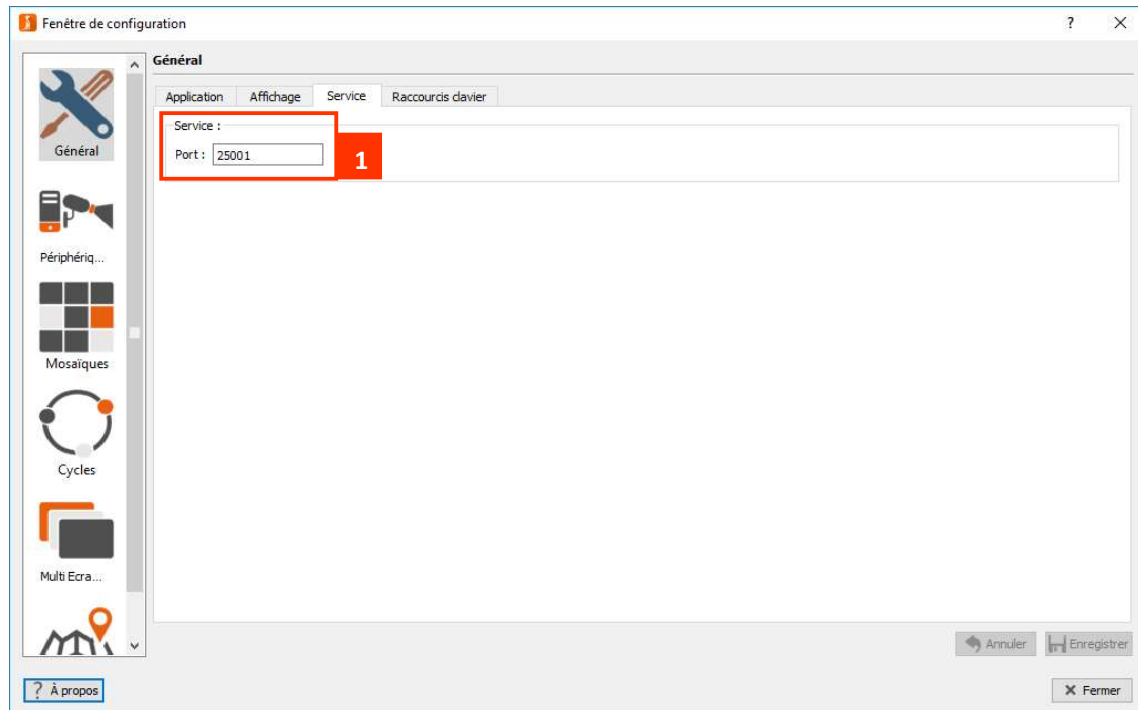 Fenêtre de configuration
?
Général
Application Affichage Service Raccourcis clavier
Service :
Port : 25001
1
Général
Périphériq...
Mosaïques
Cycles
Multi Ecra...
Annuler Enregistrer
? À propos
Fermer